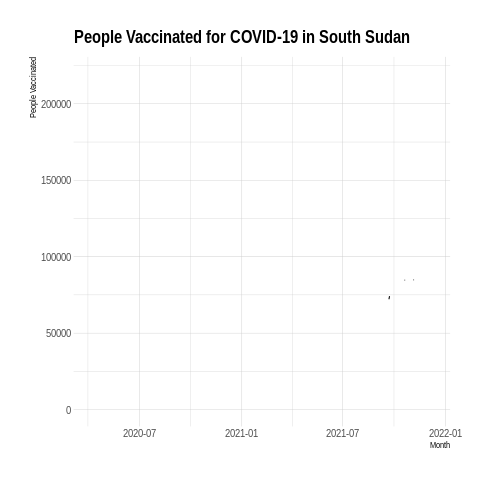 People Vaccinated for COVID-19 in South Sudan
People Vaccinated
200000
150000
100000
50000
0
2020-07 2021-01 2021-07 2022-01
Month